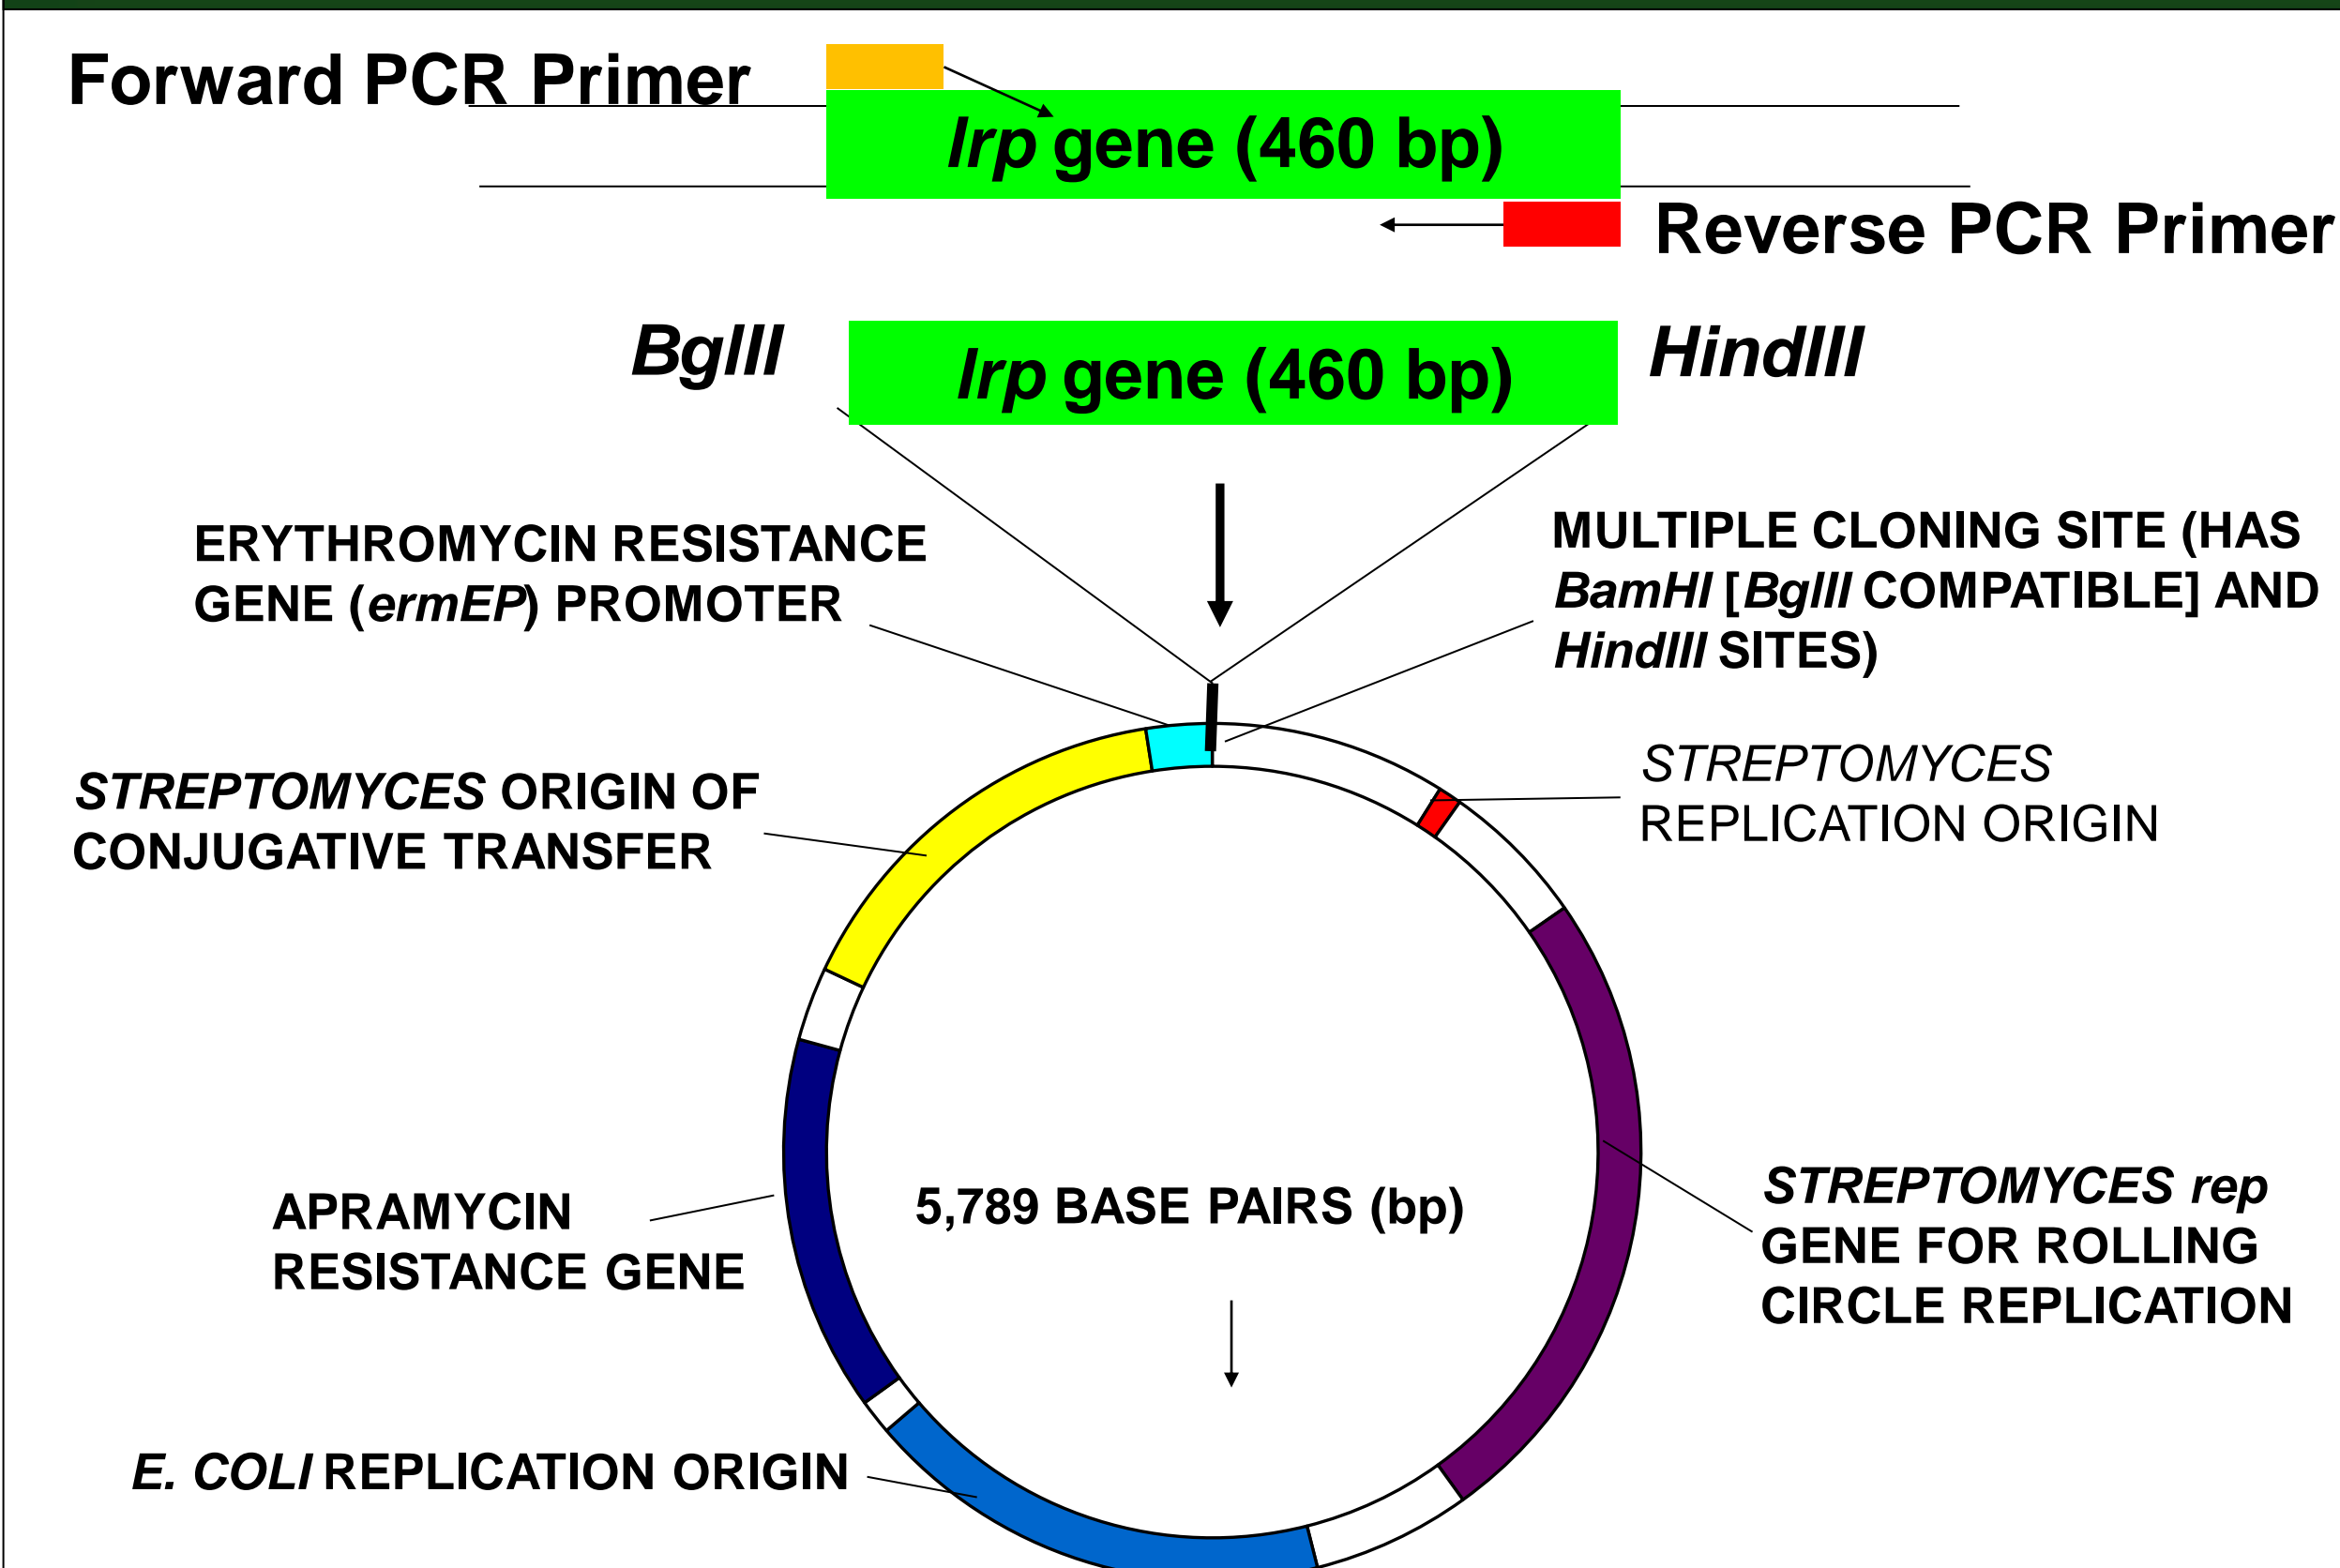 Forward PCR Primer
lrp gene (460 bp)
Reverse PCR Primer
BglII
lrp gene (460 bp)
HindIII
ERYTHROMYCIN RESISTANCE
GENE (ermEP) PROMOTER
MULTIPLE CLONING SITE (HAS
BamHI [BglII COMPATIBLE] AND
HindIII SITES)
STREPTOMYCES
REPLICATION ORIGIN
STREPTOMYCES ORIGIN OF
CONJUGATIVE TRANSFER
APRAMYCIN
RESISTANCE GENE
5,789 BASE PAIRS (bp)
STREPTOMYCES rep
GENE FOR ROLLING
CIRCLE REPLICATION
E. COLI REPLICATION ORIGIN